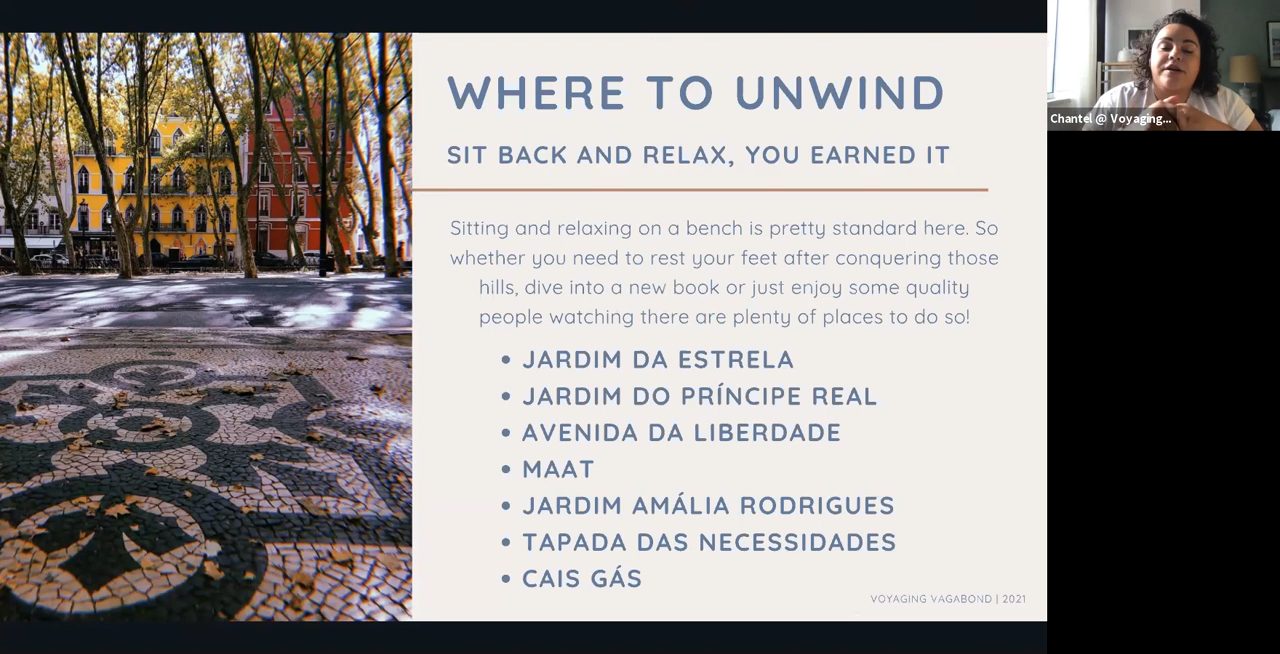 WHERE TO UNWIND
SIT BACK AND RELAX, YOU EARNED IT
Sitting and relaxing on a bench is pretty standard here. So
whether you need to rest your feet after conquering those
hills, dive into a new book or just enjoy some quality
people watching there are plenty of places to do so!
• JARDIM DA ESTRELA
• JARDIM DO PRÍNCIPE REAL
• AVENIDA DA LIBERDADE
• MAAT
• JARDIM AMÁLIA RODRIGUES
• TAPADA DAS NECESSIDADES
• CAIS GÁS
VOYAGING VAGABOND | 2021
Chantel @ Voyaging...